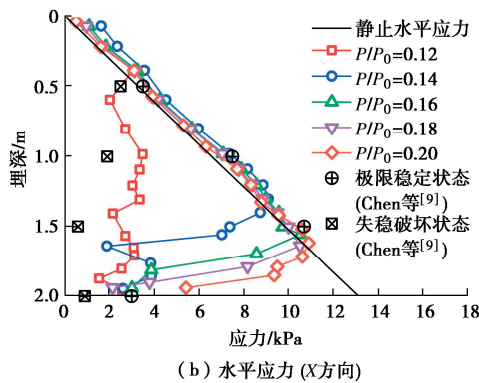 0
0.5
1.0
1.5
2.0
埋深/m
0 2 4 6 8 10 12 14 16 18
应力/kPa
静止水平应力
P/P₀=0.12
P/P₀=0.14
P/P₀=0.16
P/P₀=0.18
P/P₀=0.20
极限稳定状态
(Chen等[9])
失稳破坏状态
(Chen等[9])
(b) 水平应力 (X方向)